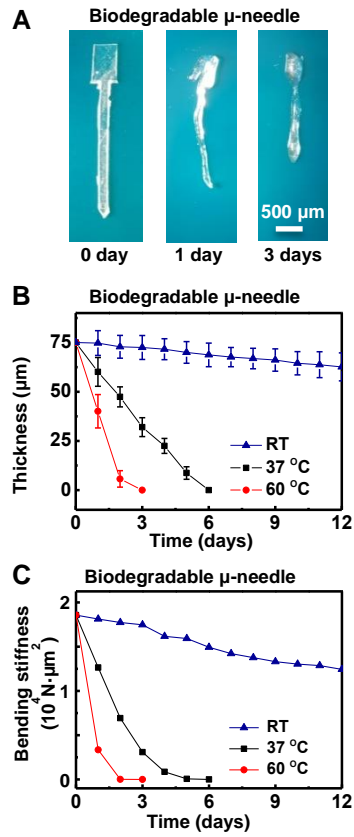 A
Biodegradable μ-needle
500 μm
0 day
1 day
3 days
B
Biodegradable μ-needle
Thickness (μm)
75
50
25
0
RT
37 °C
60 °C
0
3
6
9
12
Time (days)
C
Biodegradable μ-needle
Bending stiffness
(10⁴ N·μm²)
2
1
0
RT
37 °C
60 °C
0
3
6
9
12
Time (days)